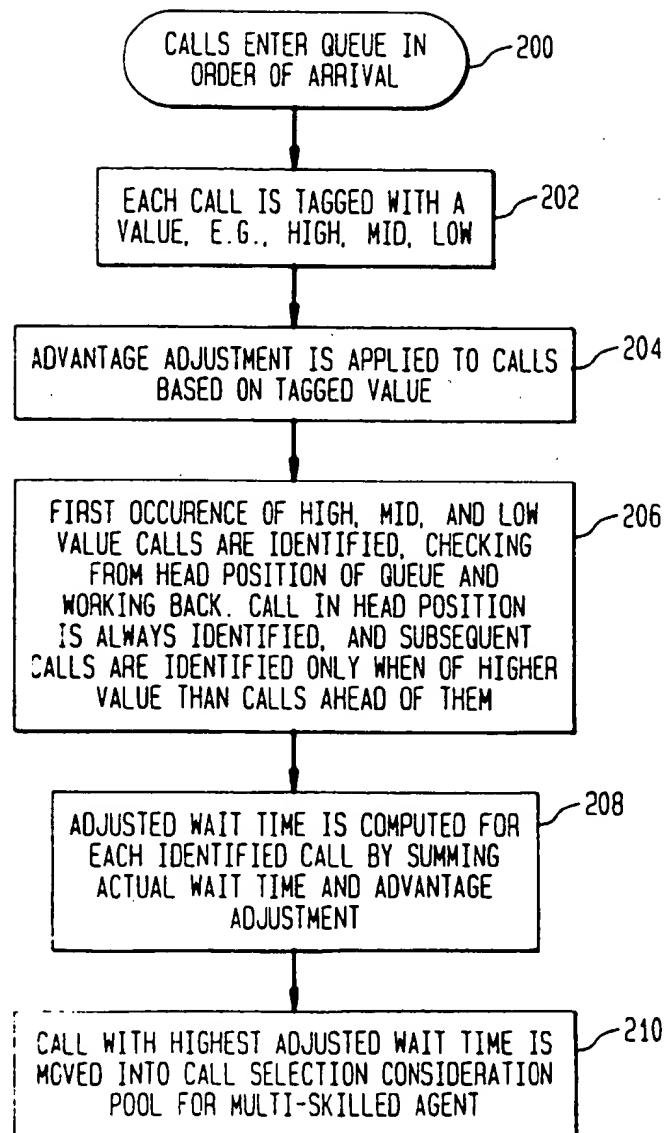 CALLS ENTER QUEUE IN
ORDER OF ARRIVAL
200
EACH CALL IS TAGGED WITH A
VALUE, E.G., HIGH, MID, LOW
202
ADVANTAGE ADJUSTMENT IS APPLIED TO CALLS
BASED ON TAGGED VALUE
204
FIRST OCCURENCE OF HIGH, MID, AND LOW
VALUE CALLS ARE IDENTIFIED, CHECKING
FROM HEAD POSITION OF QUEUE AND
WORKING BACK. CALL IN HEAD POSITION
IS ALWAYS IDENTIFIED, AND SUBSEQUENT
CALLS ARE IDENTIFIED ONLY WHEN OF HIGHER
VALUE THAN CALLS AHEAD OF THEM
206
ADJUSTED WAIT TIME IS COMPUTED FOR
EACH IDENTIFIED CALL BY SUMMING
ACTUAL WAIT TIME AND ADVANTAGE
ADJUSTMENT
208
CALL WITH HIGHEST ADJUSTED WAIT TIME IS
MOVED INTO CALL SELECTION CONSIDERATION
POOL FOR MULTI-SKILLED AGENT
210